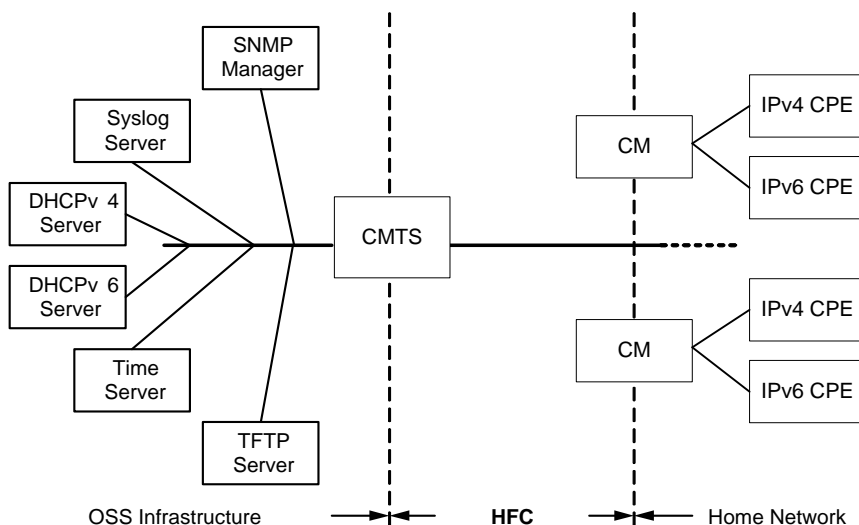 SNMP
Manager
Syslog
Server
DHCPv 4
Server
DHCPv 6
Server
Time
Server
TFTP
Server
CMTS
CM
IPv4 CPE
IPv6 CPE
CM
IPv4 CPE
IPv6 CPE
OSS Infrastructure
HFC
Home Network